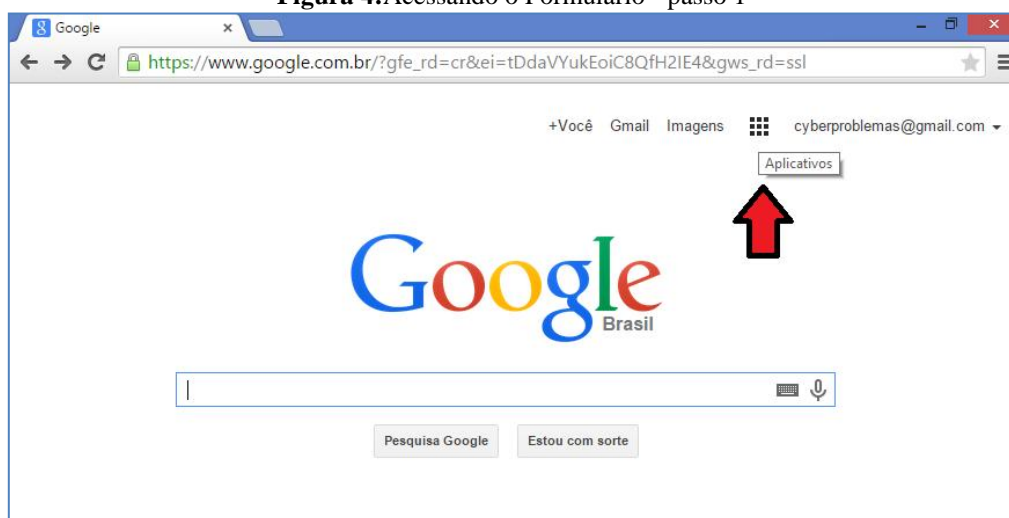 Figura 4: Acessando o Formulário - passo 1
Google
https://www.google.com.br/?gfe_rd=cr&ei=tDdaVYukEoiC8QfH2IE4&gws_rd=ssl
+Você Gmail Imagens cyberproblemas@gmail.com
Aplicativos
Google
Brasil
Pesquisa Google Estou com sorte